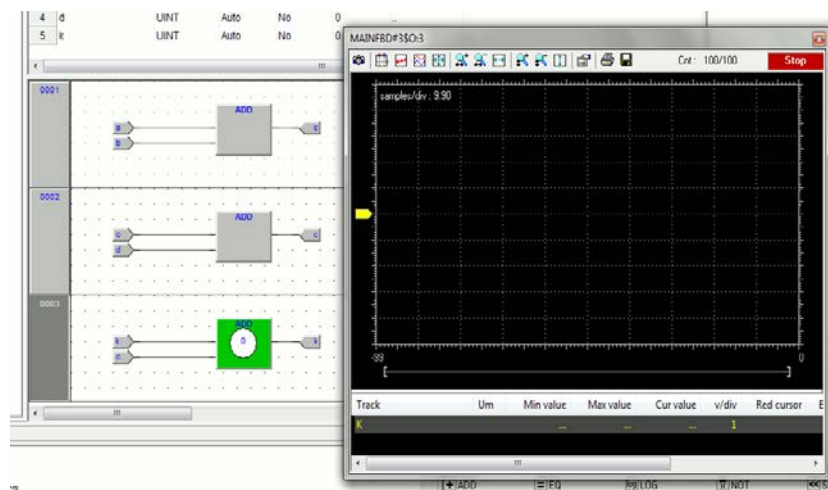 4 d UINT Auto No 0 ...
5 k UINT Auto No 0
0001
ADD
a
b
c
0002
ADD
c
d
c
0003
ADD
0
k
c
k
MAINFBD#3$O:3
Cnt : 100/100 Stop
samples/div : 9.90
-99 0
Track Um Min value Max value Cur value v/div Red cursor E
K ... ... ... 1
ADD EQ LOG NOT